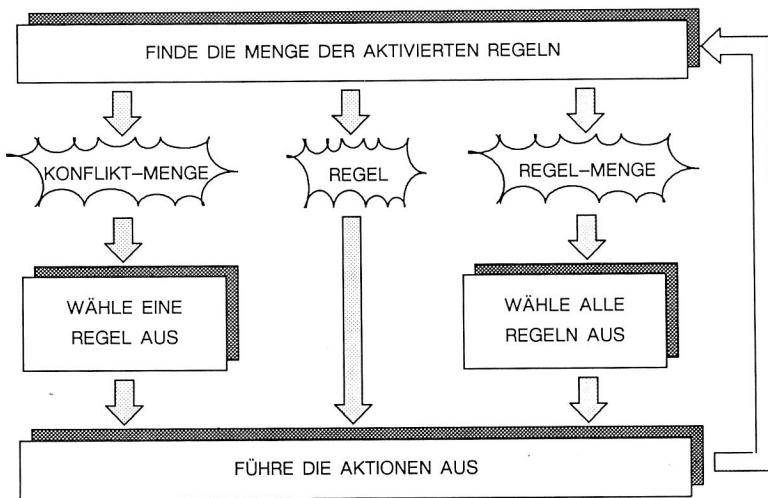 FINDE DIE MENGE DER AKTIVIERTEN REGELN
KONFLIKT–MENGE
REGEL
REGEL–MENGE
WÄHLE EINE
REGEL AUS
WÄHLE ALLE
REGELN AUS
FÜHRE DIE AKTIONEN AUS